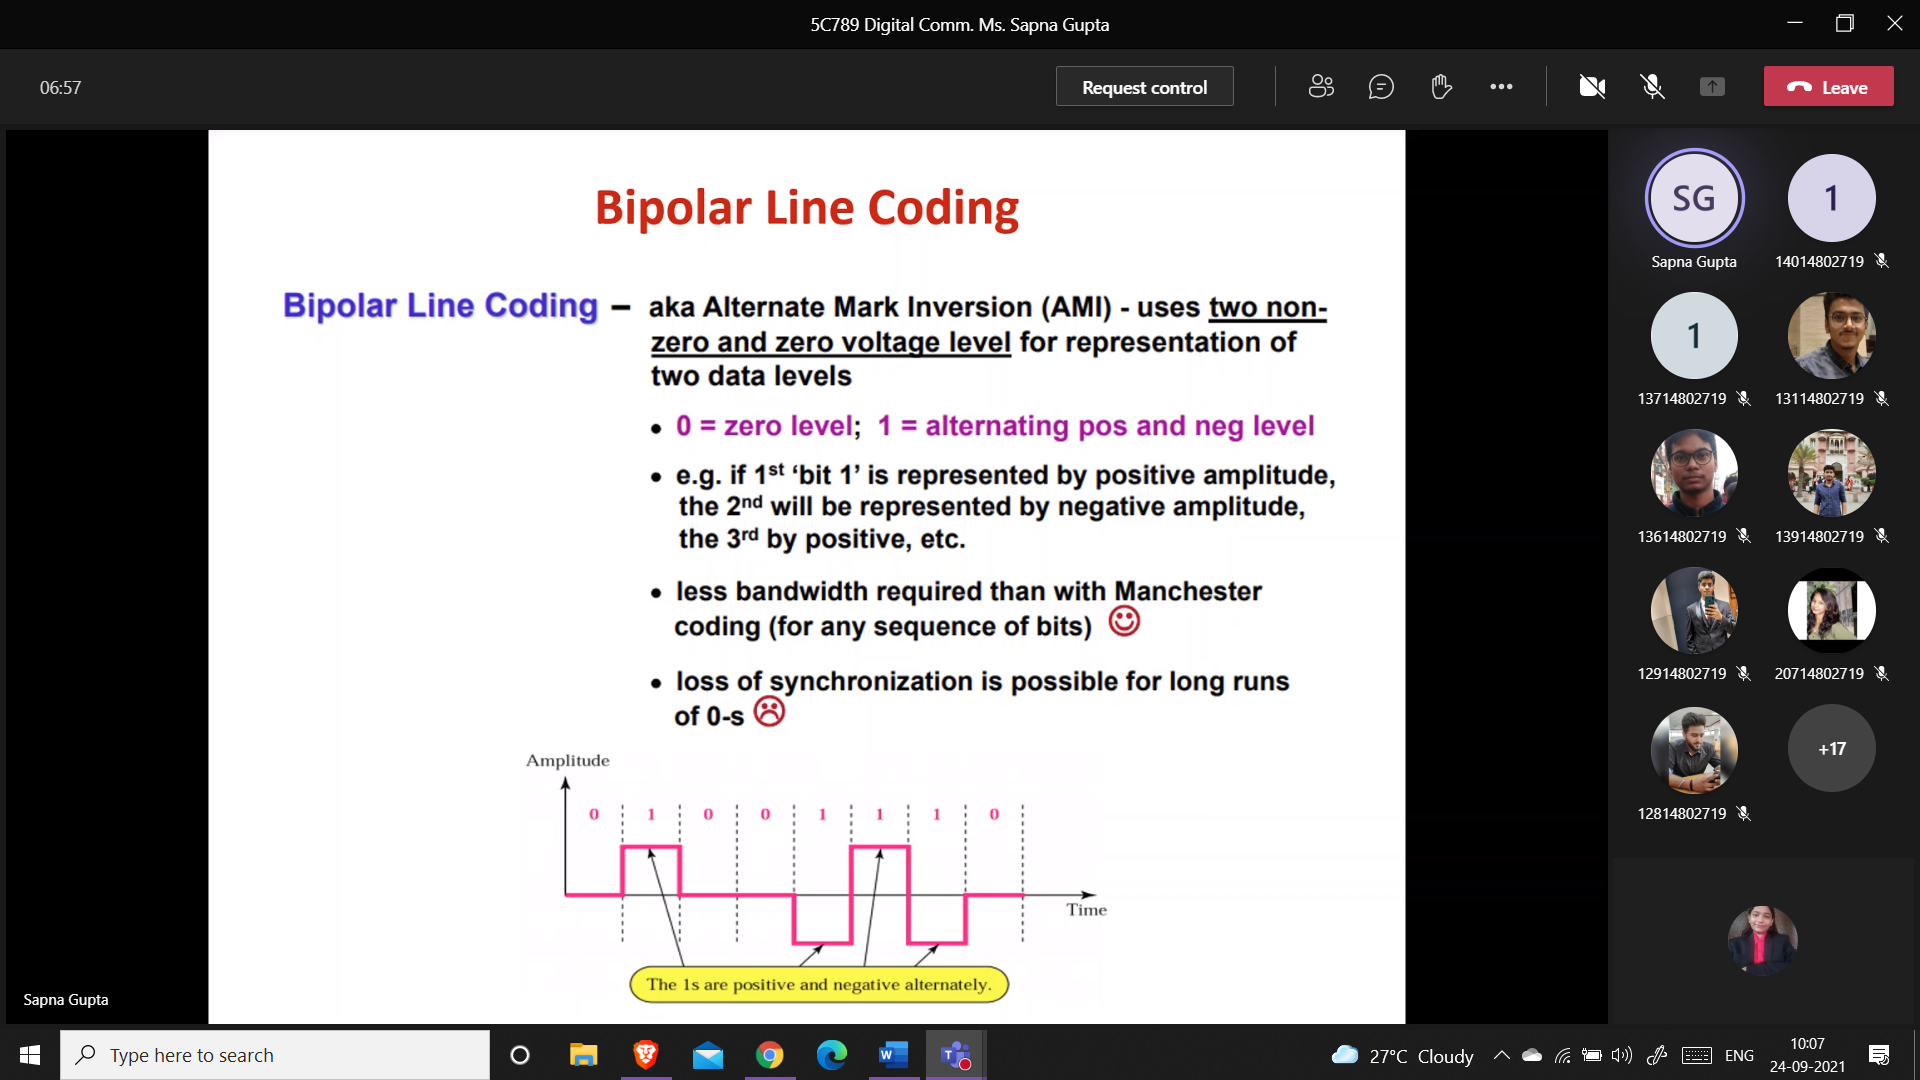 5C789 Digital Comm. Ms. Sapna Gupta
06:57
Request control
Leave
Bipolar Line Coding
Bipolar Line Coding – aka Alternate Mark Inversion (AMI) - uses two non-
zero and zero voltage level for representation of
two data levels
• 0 = zero level; 1 = alternating pos and neg level
• e.g. if 1st ‘bit 1’ is represented by positive amplitude,
the 2nd will be represented by negative amplitude,
the 3rd by positive, etc.
• less bandwidth required than with Manchester
coding (for any sequence of bits)
• loss of synchronization is possible for long runs
of 0-s
Amplitude
0 1 0 0 1 1 1 0
Time
The 1s are positive and negative alternately.
Sapna Gupta
SG
Sapna Gupta
1
14014802719
1
13714802719
13114802719
13614802719
13914802719
12914802719
20714802719
12814802719
+17
Type here to search
27°C Cloudy
ENG
10:07
24-09-2021